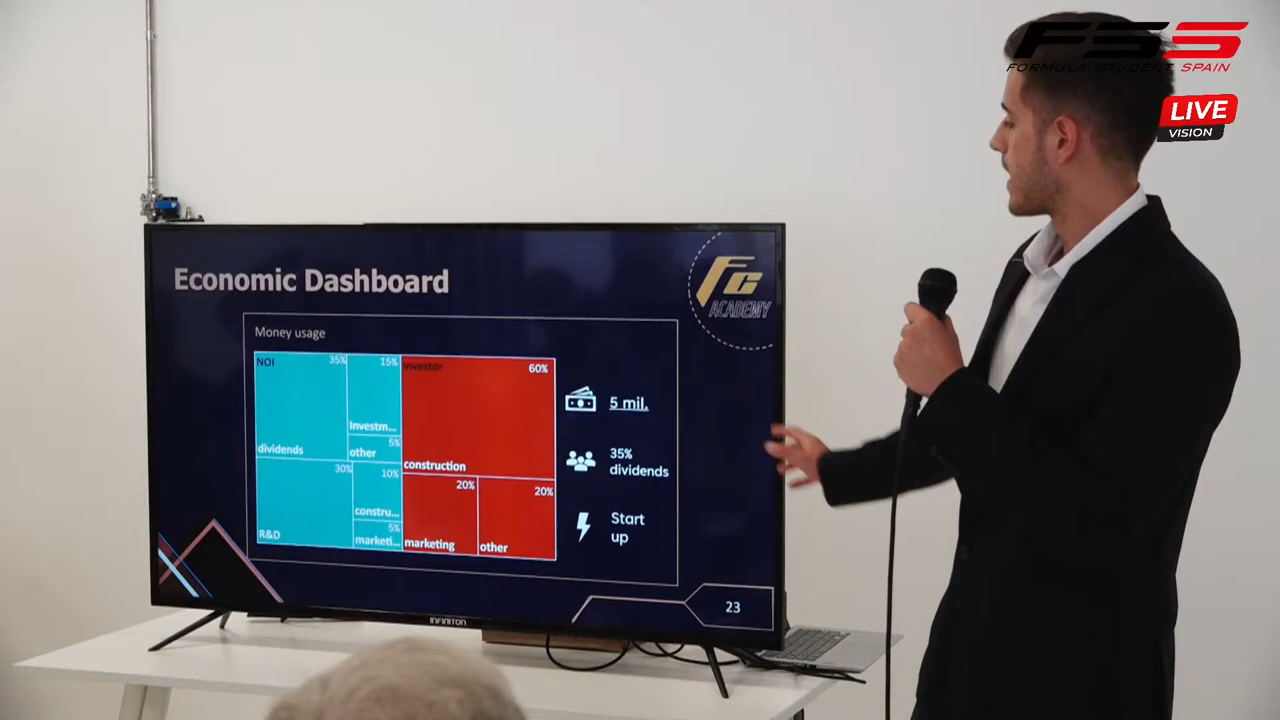 FSS
FORMULA STUDENT SPAIN
LIVE
VISION
Economic Dashboard
FC
ACADEMY
Money usage
NOI
35%
15%
Investor
60%
Investm...
dividends
other
5%
construction
30%
10%
20%
20%
constru...
5%
R&D
marketi...
marketing
other
5 mil.
35%
dividends
Start
up
23
INFINITON